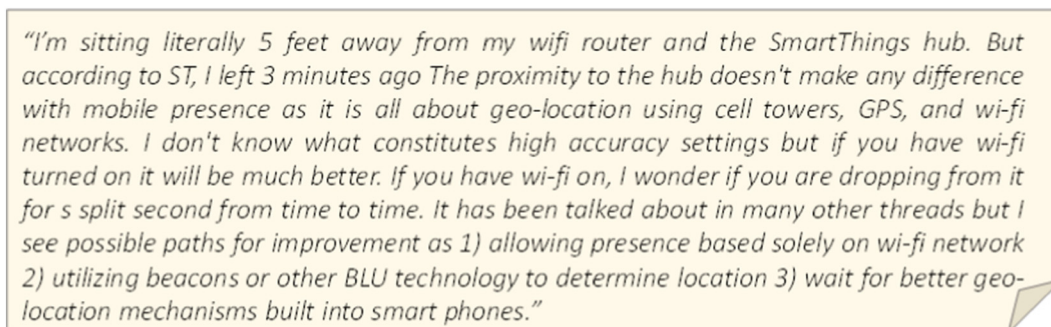 “I’m sitting literally 5 feet away from my wifi router and the SmartThings hub. But
according to ST, I left 3 minutes ago The proximity to the hub doesn't make any difference
with mobile presence as it is all about geo-location using cell towers, GPS, and wi-fi
networks. I don't know what constitutes high accuracy settings but if you have wi-fi
turned on it will be much better. If you have wi-fi on, I wonder if you are dropping from it
for s split second from time to time. It has been talked about in many other threads but I
see possible paths for improvement as 1) allowing presence based solely on wi-fi network
2) utilizing beacons or other BLU technology to determine location 3) wait for better geo-
location mechanisms built into smart phones.”